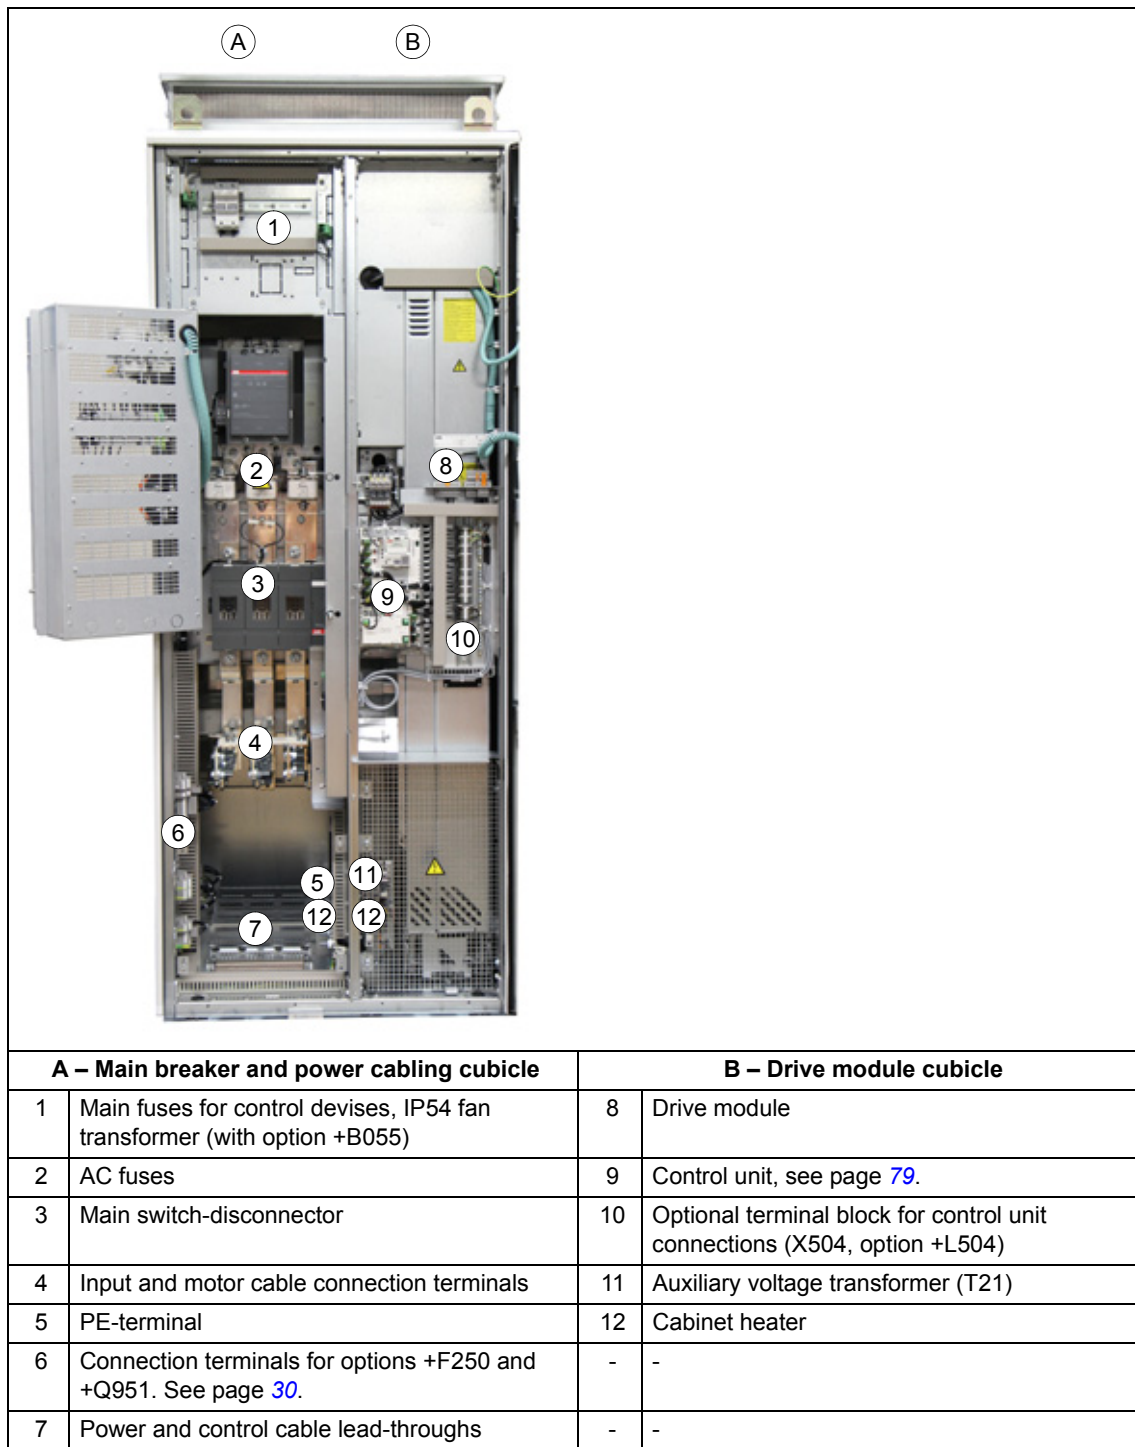 A B
1
2
8
3
9
10
4
6
5
11
12
12
7
A – Main breaker and power cabling cubicle
B – Drive module cubicle
1 Main fuses for control devises, IP54 fan
transformer (with option +B055)
8 Drive module
2 AC fuses
9 Control unit, see page 79.
3 Main switch-disconnector
10 Optional terminal block for control unit
connections (X504, option +L504)
4 Input and motor cable connection terminals
11 Auxiliary voltage transformer (T21)
5 PE-terminal
12 Cabinet heater
6 Connection terminals for options +F250 and
+Q951. See page 30.
- -
7 Power and control cable lead-throughs
- -